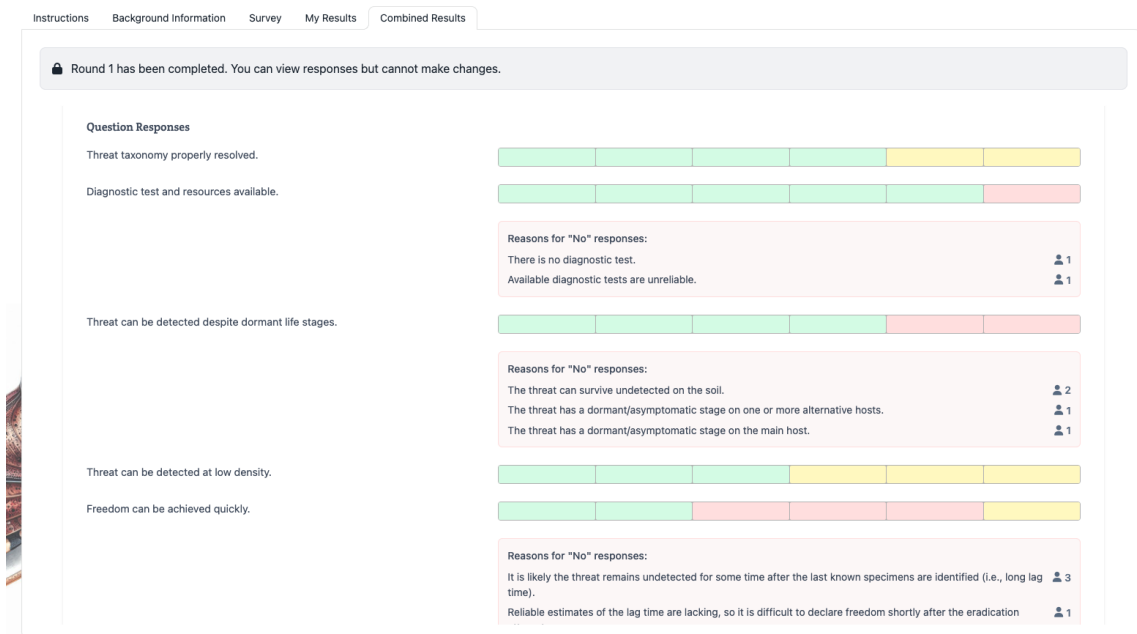 Instructions Background Information Survey My Results Combined Results
Round 1 has been completed. You can view responses but cannot make changes.
Question Responses
Threat taxonomy properly resolved.
Diagnostic test and resources available.
Reasons for "No" responses:
There is no diagnostic test. 1
Available diagnostic tests are unreliable. 1
Threat can be detected despite dormant life stages.
Reasons for "No" responses:
The threat can survive undetected on the soil. 2
The threat has a dormant/asymptomatic stage on one or more alternative hosts. 1
The threat has a dormant/asymptomatic stage on the main host. 1
Threat can be detected at low density.
Freedom can be achieved quickly.
Reasons for "No" responses:
It is likely the threat remains undetected for some time after the last known specimens are identified (i.e., long lag 3
time).
Reliable estimates of the lag time are lacking, so it is difficult to declare freedom shortly after the eradication 1